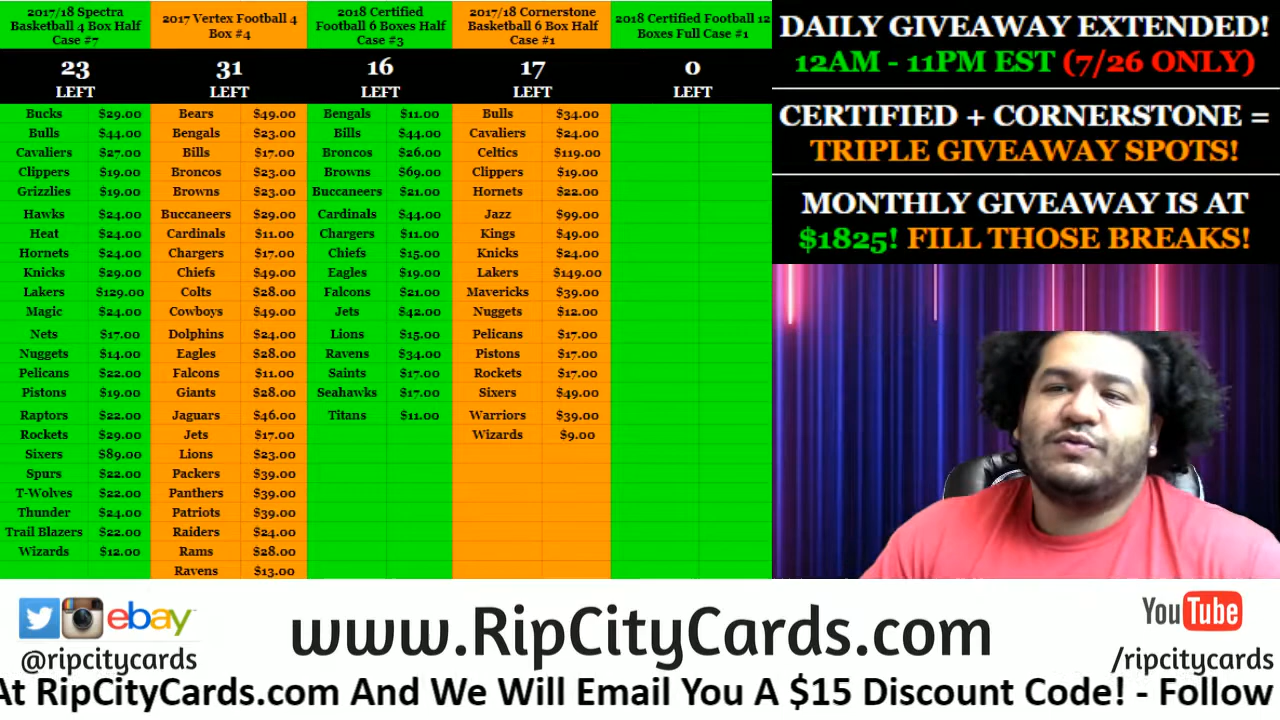 2017/18 Spectra
Basketball 4 Box Half
Case #7
23
LEFT
Bucks $29.00
Bulls $44.00
Cavaliers $27.00
Clippers $19.00
Grizzlies $19.00
Hawks $24.00
Heat $24.00
Hornets $24.00
Knicks $29.00
Lakers $129.00
Magic $24.00
Nets $17.00
Nuggets $14.00
Pelicans $22.00
Pistons $19.00
Raptors $22.00
Rockets $29.00
Sixers $89.00
Spurs $22.00
T-Wolves $22.00
Thunder $24.00
Trail Blazers $22.00
Wizards $12.00
2017 Vertex Football 4
Box #4
31
LEFT
Bears $49.00
Bengals $23.00
Bills $17.00
Broncos $23.00
Browns $23.00
Buccaneers $29.00
Cardinals $11.00
Chargers $17.00
Chiefs $49.00
Colts $28.00
Cowboys $49.00
Dolphins $24.00
Eagles $28.00
Falcons $11.00
Giants $28.00
Jaguars $46.00
Jets $17.00
Lions $23.00
Packers $39.00
Panthers $39.00
Patriots $39.00
Raiders $24.00
Rams $28.00
Ravens $13.00
2018 Certified
Football 6 Boxes Half
Case #3
16
LEFT
Bengals $11.00
Bills $44.00
Broncos $26.00
Browns $69.00
Buccaneers $21.00
Cardinals $44.00
Chargers $11.00
Chiefs $15.00
Eagles $19.00
Falcons $21.00
Jets $42.00
Lions $15.00
Ravens $34.00
Saints $17.00
Seahawks $17.00
Titans $11.00
2017/18 Cornerstone
Basketball 6 Box Half
Case #1
17
LEFT
Bulls $34.00
Cavaliers $24.00
Celtics $119.00
Clippers $19.00
Hornets $22.00
Jazz $99.00
Kings $49.00
Knicks $24.00
Lakers $149.00
Mavericks $39.00
Nuggets $12.00
Pelicans $17.00
Pistons $17.00
Rockets $17.00
Sixers $49.00
Warriors $39.00
Wizards $9.00
2018 Certified Football 12
Boxes Full Case #1
0
LEFT
DAILY GIVEAWAY EXTENDED!
12AM - 11PM EST (7/26 ONLY)
CERTIFIED + CORNERSTONE =
TRIPLE GIVEAWAY SPOTS!
MONTHLY GIVEAWAY IS AT
$1825! FILL THOSE BREAKS!
ebay
@ripcitycards
www.RipCityCards.com
YouTube
/ripcitycards
At RipCityCards.com And We Will Email You A $15 Discount Code! - Follow